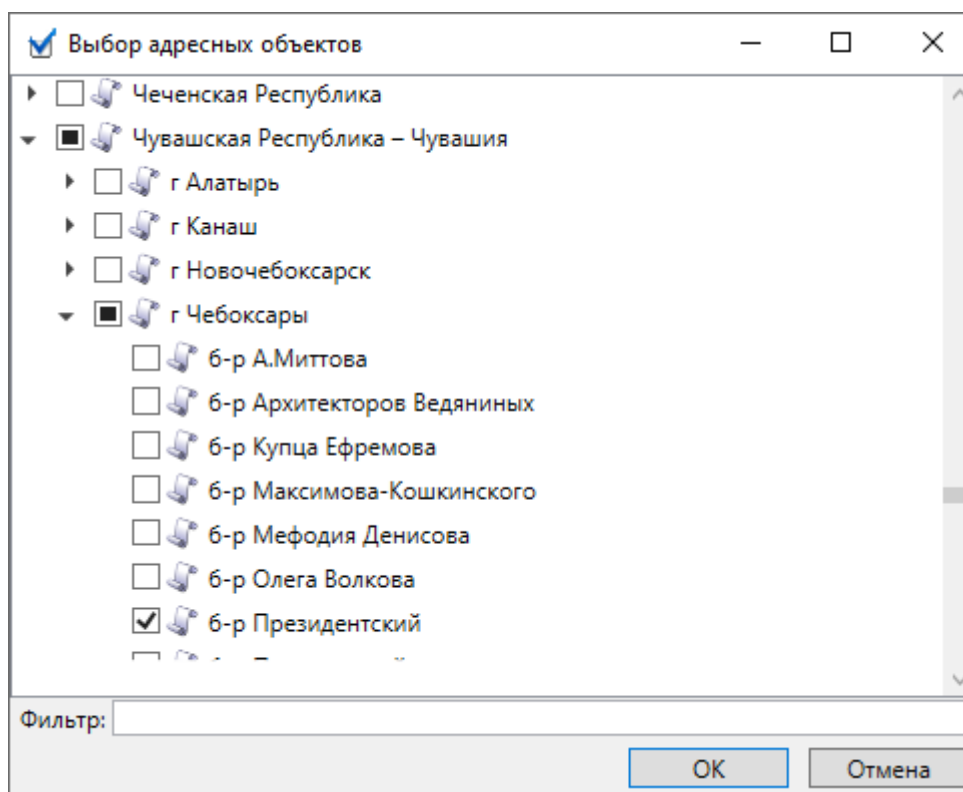 Выбор адресных объектов
Чеченская Республика
Чувашская Республика – Чувашия
г Алатырь
г Канаш
г Новочебоксарск
г Чебоксары
б-р А.Миттова
б-р Архитекторов Ведяниных
б-р Купца Ефремова
б-р Максимова-Кошкинского
б-р Мефодия Денисова
б-р Олега Волкова
б-р Президентский
Фильтр:
ОК Отмена